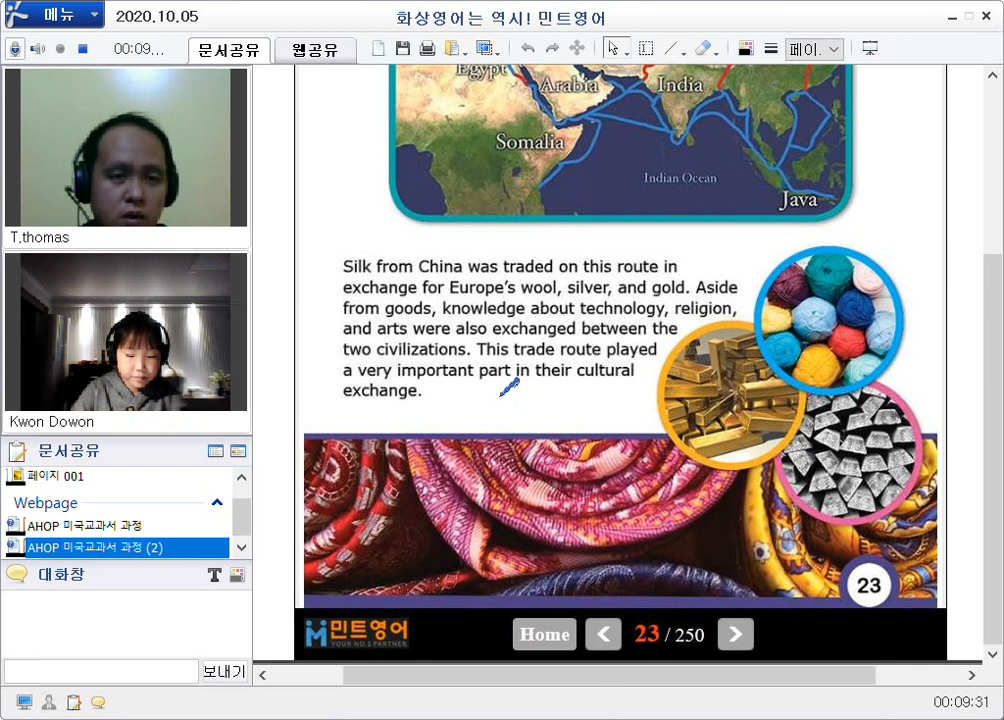 메뉴
2020.10.05
화상영어는 역시! 민트영어
00:09...
문서공유
웹공유
페이.
T.thomas
Kwon Dowon
문서공유
페이지 001
Webpage
AHOP 미국교과서 과정
AHOP 미국교과서 과정 (2)
대화창
보내기
Egypt
Arabia
India
Somalia
Indian Ocean
Java
Silk from China was traded on this route in
exchange for Europe's wool, silver, and gold. Aside
from goods, knowledge about technology, religion,
and arts were also exchanged between the
two civilizations. This trade route played
a very important part in their cultural
exchange.
23
민트영어
YOUR NO.1 PARTNER
Home
23 / 250
00:09:31